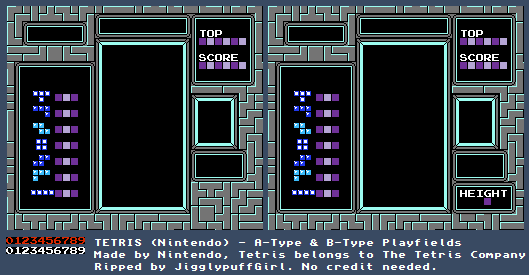 TOP
SCORE
TOP
SCORE
HEIGHT
0123456789
0123456789
TETRIS (Nintendo) - A-Type & B-Type Playfields
Made by Nintendo, Tetris belongs to The Tetris Company
Ripped by JigglypuffGirl. No credit needed.